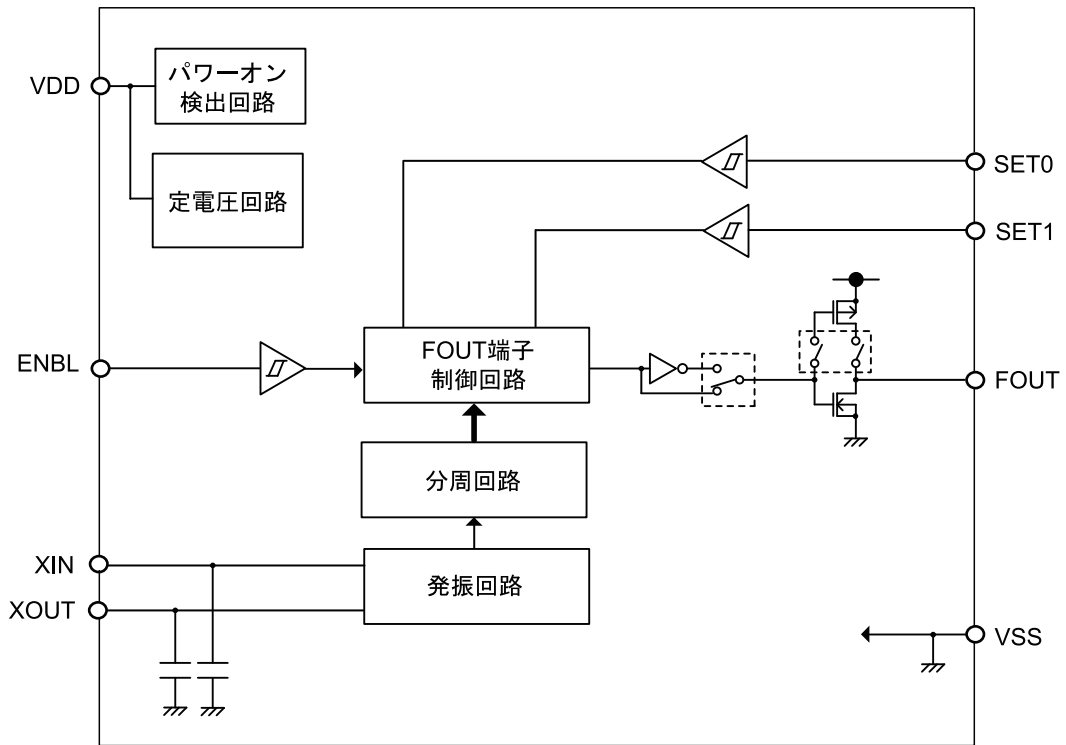 パワーオン
検出回路
VDD
定電圧回路
SET0
SET1
ENBL
FOUT端子
制御回路
FOUT
分周回路
XIN
発振回路
XOUT
VSS